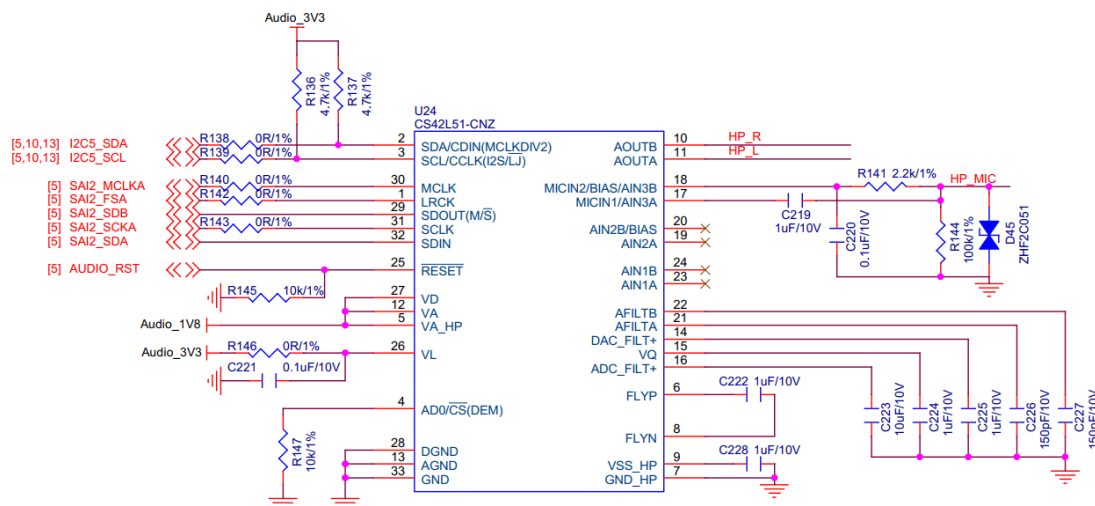 Audio_3V3
R136
4.7k/1%
R137
4.7k/1%
U24
CS42L51-CNZ
[5,10,13] I2C5_SDA R138 0R/1% 2 SDA/CDIN(MCLKDIV2)
[5,10,13] I2C5_SCL R139 0R/1% 3 SCL/CCLK(I2S/LJ)
[5] SAI2_MCLKA R140 0R/1% 30 MCLK
[5] SAI2_FSA R142 0R/1% 1 LRCK
[5] SAI2_SDB 29 SDOUT(M/S)
[5] SAI2_SCKA R143 0R/1% 31 SCLK
[5] SAI2_SDA 32 SDIN
[5] AUDIO_RST 25 RESET
R145 10k/1%
27 VD
12 VA
Audio_1V8 5 VA_HP
Audio_3V3 R146 0R/1% 26 VL
C221 0.1uF/10V
4 AD0/CS(DEM)
R147
10k/1%
28 DGND
13 AGND
33 GND
AOUTB 10 HP_R
AOUTA 11 HP_L
MICIN2/BIAS/AIN3B 18 R141 2.2k/1% HP_MIC
MICIN1/AIN3A 17
C219
1uF/10V
C220
0.1uF/10V
R144
100k/1%
D45
ZHF2C051
AIN2B/BIAS 20
AIN2A 19
AIN1B 24
AIN1A 23
AFILTB 22
AFILTA 21
DAC_FILT+ 14
VQ 15
ADC_FILT+ 16
FLYP 6 C222 1uF/10V
FLYN 8
VSS_HP 9 C228 1uF/10V
GND_HP 7
C223
10uF/10V
C224
1uF/10V
C225
1uF/10V
C226
150pF/10V
C227
150pF/10V